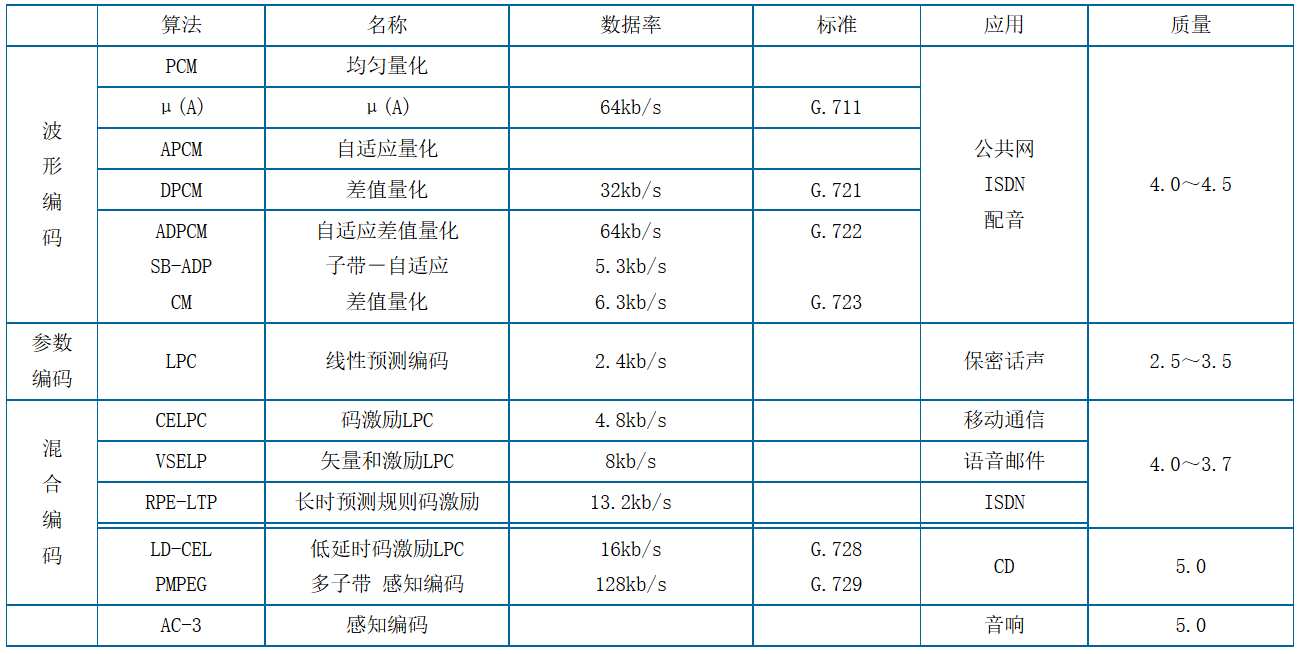 算法 名称 数据率 标准 应用 质量
波形编码
PCM 均匀量化
μ(A) μ(A) 64kb/s G.711
APCM 自适应量化
DPCM 差值量化 32kb/s G.721
ADPCM 自适应差值量化 64kb/s G.722
SB-ADP 子带－自适应 5.3kb/s
CM 差值量化 6.3kb/s G.723
公共网
ISDN
配音
4.0～4.5
参数
编码
LPC 线性预测编码 2.4kb/s 保密话声 2.5～3.5
混合编码
CELPC 码激励LPC 4.8kb/s 移动通信
VSELP 矢量和激励LPC 8kb/s 语音邮件
RPE-LTP 长时预测规则码激励 13.2kb/s ISDN
4.0～3.7
LD-CEL 低延时码激励LPC 16kb/s G.728
PMPEG 多子带 感知编码 128kb/s G.729
CD 5.0
AC-3 感知编码 音响 5.0